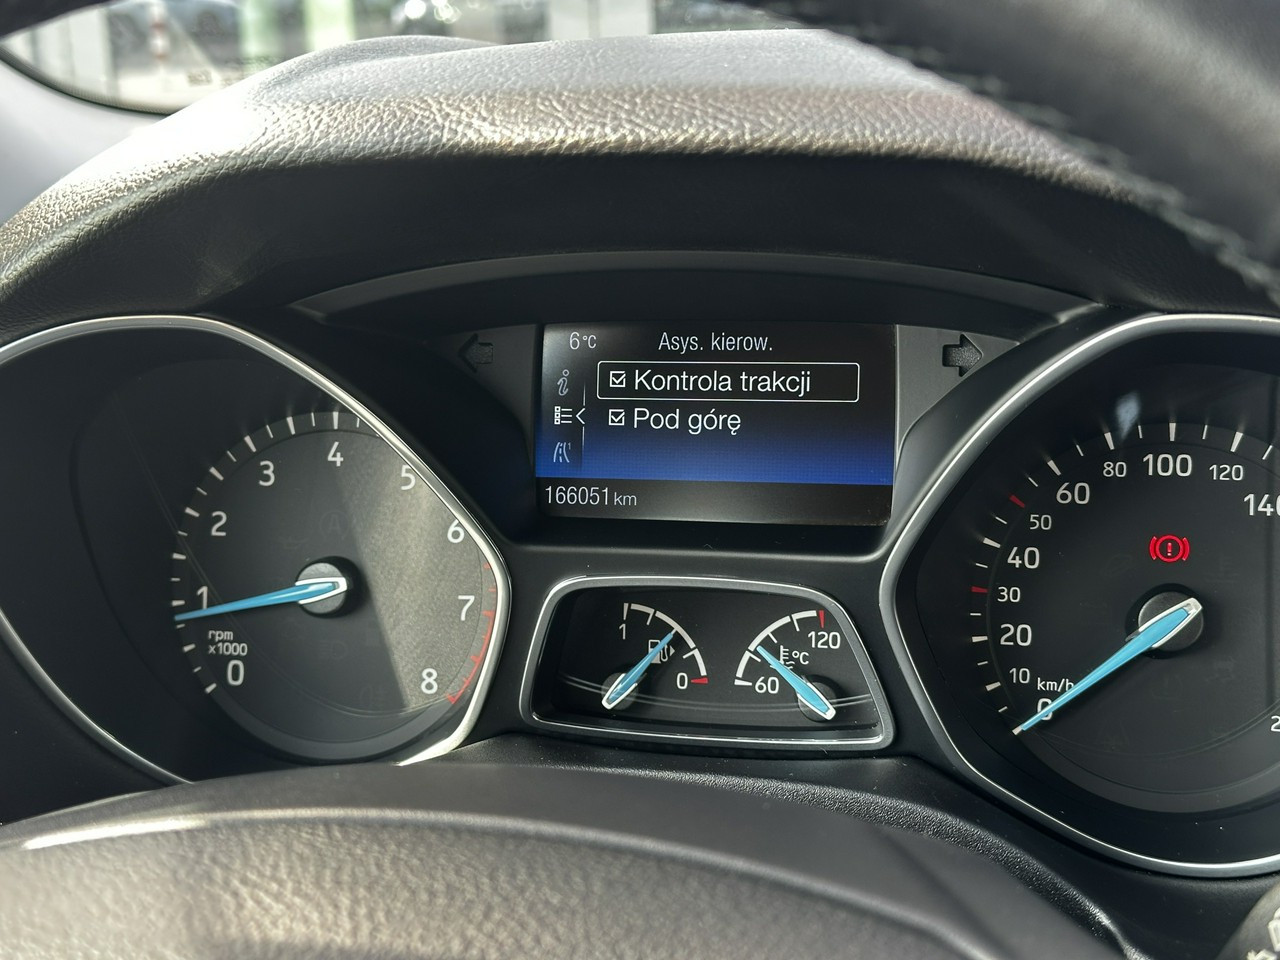 6°C Asys. kierow.
Kontrola trakcji
Pod górę
166051 km
0 1 2 3 4 5 6 7 8
rpm
x1000
1 0
60 120
°C
0 10 20 30 40 50 60 80 100 120 140
km/h